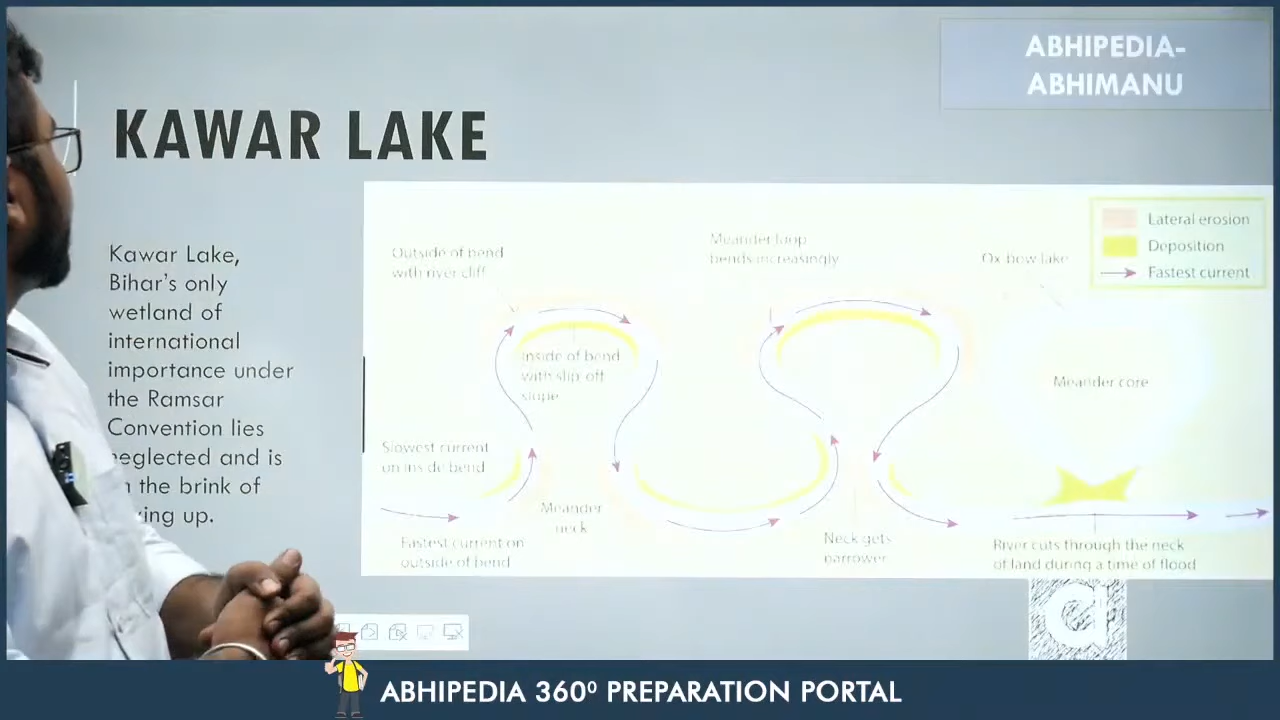 ABHIPEDIA-
ABHIMANU
KAWAR LAKE
Kawar Lake,
Bihar's only
wetland of
international
importance under
the Ramsar
Convention lies
neglected and is
the brink of
up.
Lateral erosion
Deposition
Fastest current
Outside of bend
with river cliff
Meander loop
bends increasingly
Ox-bow lake
Inside of bend
with slip-off
slope
Meander core
Slowest current
on inside bend
Meander
neck
Fastest current on
outside of bend
Neck gets
narrower
River cuts through the neck
of land during a time of flood
a
ABHIPEDIA 360⁰ PREPARATION PORTAL